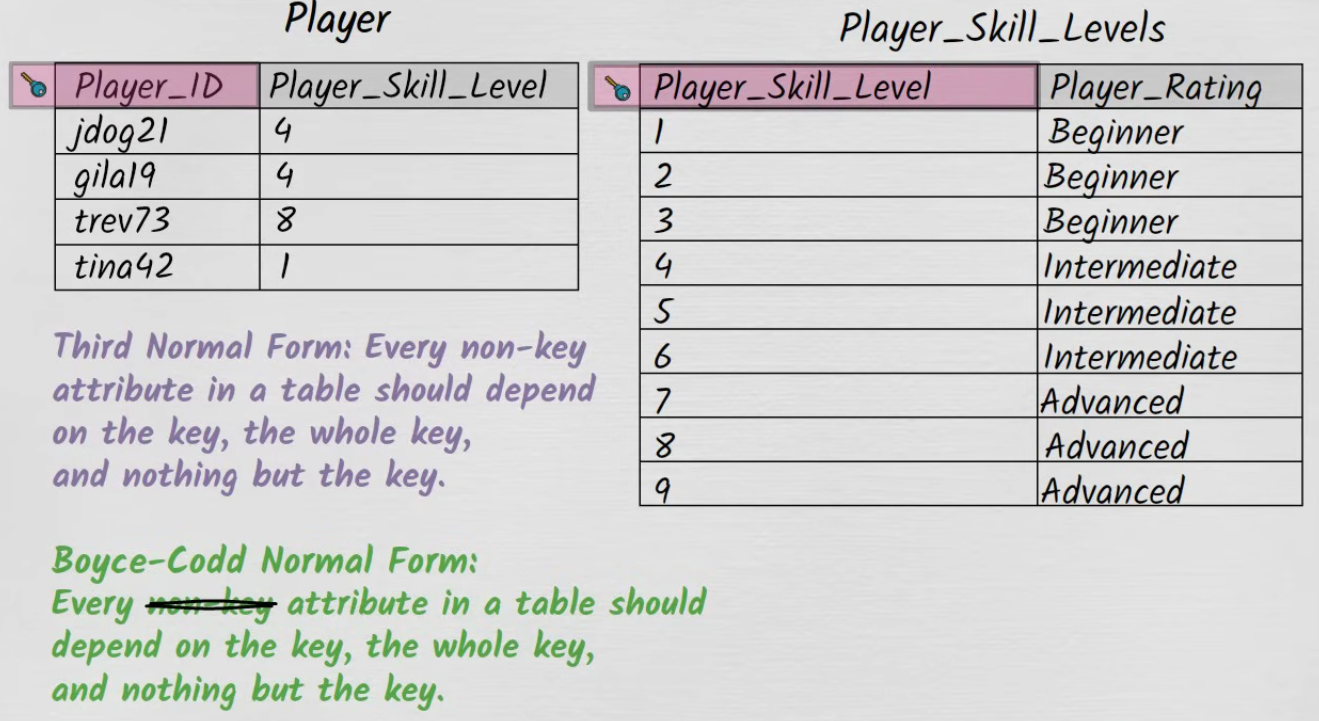 Player
Player_ID Player_Skill_Level
jdog21 4
gila19 4
trev73 8
tina42 1
Player_Skill_Levels
Player_Skill_Level Player_Rating
1 Beginner
2 Beginner
3 Beginner
4 Intermediate
5 Intermediate
6 Intermediate
7 Advanced
8 Advanced
9 Advanced
Third Normal Form: Every non-key
attribute in a table should depend
on the key, the whole key,
and nothing but the key.
Boyce-Codd Normal Form:
Every non-key attribute in a table should
depend on the key, the whole key,
and nothing but the key.